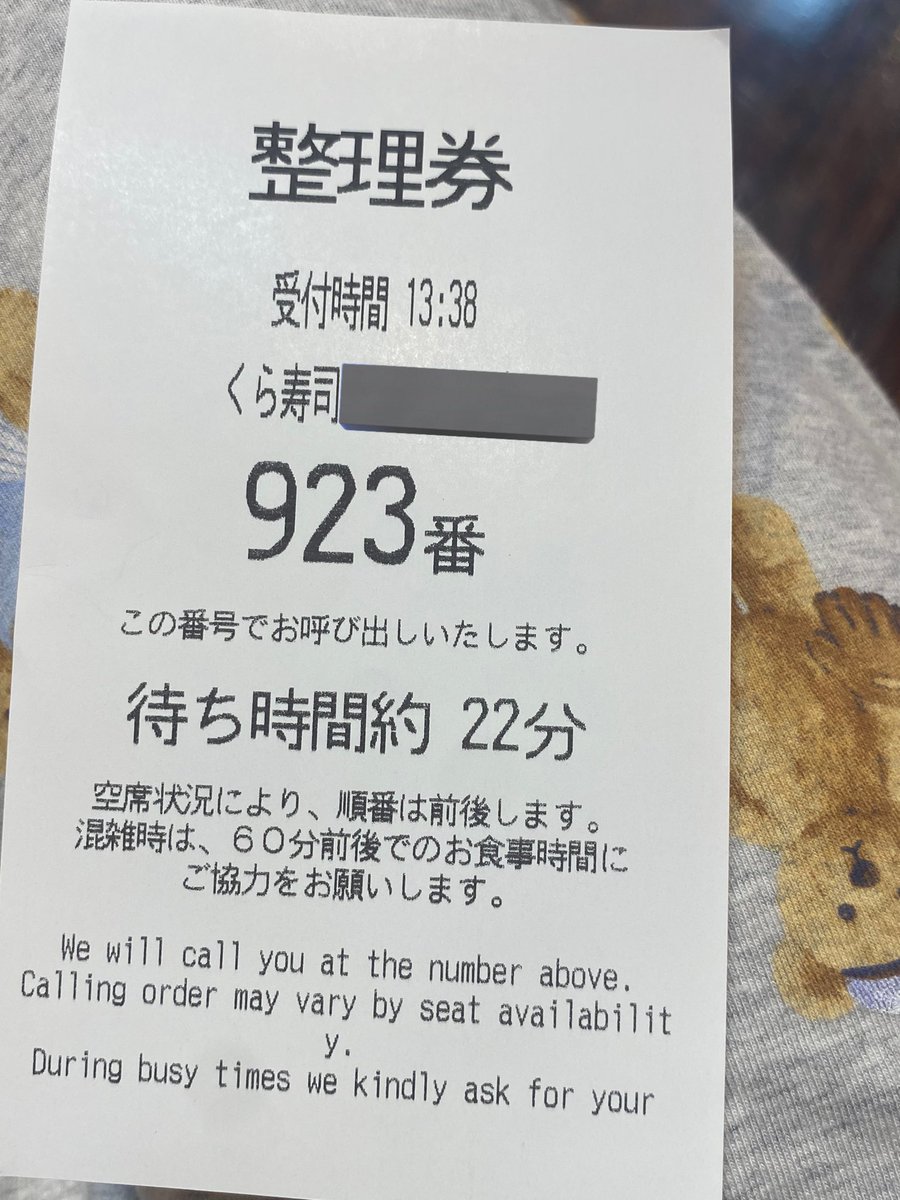 整理券
受付時間 13:38
くら寿司
923番
この番号でお呼び出しいたします。
待ち時間約 22分
空席状況により、順番は前後します。
混雑時は、60分前後でのお食事時間に
ご協力をお願いします。
We will call you at the number above.
Calling order may vary by seat availabilit
y.
During busy times we kindly ask for your